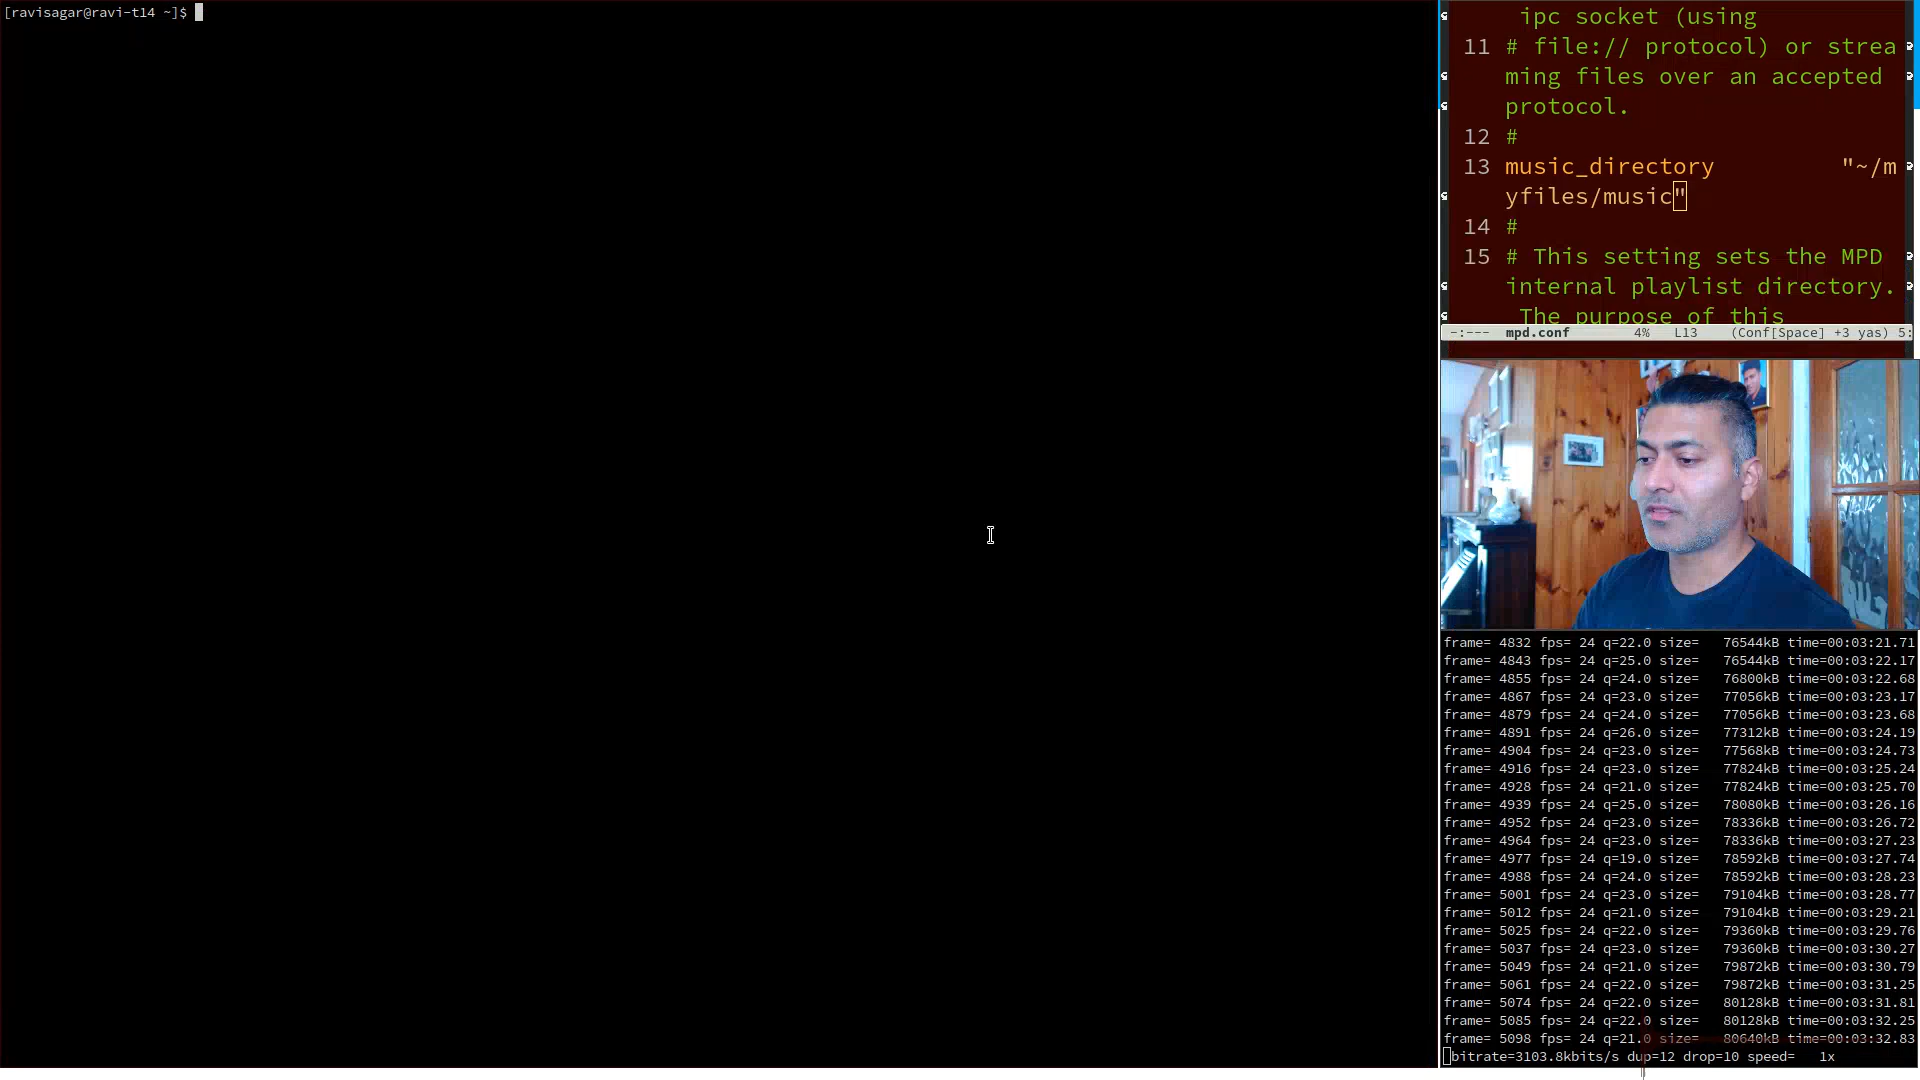 [ravisagar@ravi-t14 ~]$
ipc socket (using
11 # file:// protocol) or strea
ming files over an accepted
protocol.
12 #
13 music_directory "~/m
yfiles/music"
14 #
15 # This setting sets the MPD
internal playlist directory.
The purpose of this
-:--- mpd.conf 4% L13 (Conf[Space] +3 yas) 5:
frame= 4832 fps= 24 q=22.0 size= 76544kB time=00:03:21.71
frame= 4843 fps= 24 q=25.0 size= 76544kB time=00:03:22.17
frame= 4855 fps= 24 q=24.0 size= 76800kB time=00:03:22.68
frame= 4867 fps= 24 q=23.0 size= 77056kB time=00:03:23.17
frame= 4879 fps= 24 q=24.0 size= 77056kB time=00:03:23.68
frame= 4891 fps= 24 q=26.0 size= 77312kB time=00:03:24.19
frame= 4904 fps= 24 q=23.0 size= 77568kB time=00:03:24.73
frame= 4916 fps= 24 q=23.0 size= 77824kB time=00:03:25.24
frame= 4928 fps= 24 q=21.0 size= 77824kB time=00:03:25.70
frame= 4939 fps= 24 q=25.0 size= 78080kB time=00:03:26.16
frame= 4952 fps= 24 q=23.0 size= 78336kB time=00:03:26.72
frame= 4964 fps= 24 q=23.0 size= 78336kB time=00:03:27.23
frame= 4977 fps= 24 q=19.0 size= 78592kB time=00:03:27.74
frame= 4988 fps= 24 q=24.0 size= 78592kB time=00:03:28.23
frame= 5001 fps= 24 q=23.0 size= 79104kB time=00:03:28.77
frame= 5012 fps= 24 q=21.0 size= 79104kB time=00:03:29.21
frame= 5025 fps= 24 q=22.0 size= 79360kB time=00:03:29.76
frame= 5037 fps= 24 q=23.0 size= 79360kB time=00:03:30.27
frame= 5049 fps= 24 q=21.0 size= 79872kB time=00:03:30.79
frame= 5061 fps= 24 q=22.0 size= 79872kB time=00:03:31.25
frame= 5074 fps= 24 q=22.0 size= 80128kB time=00:03:31.81
frame= 5085 fps= 24 q=22.0 size= 80128kB time=00:03:32.25
frame= 5098 fps= 24 q=21.0 size= 80640kB time=00:03:32.83
bitrate=3103.8kbits/s dup=12 drop=10 speed= 1x